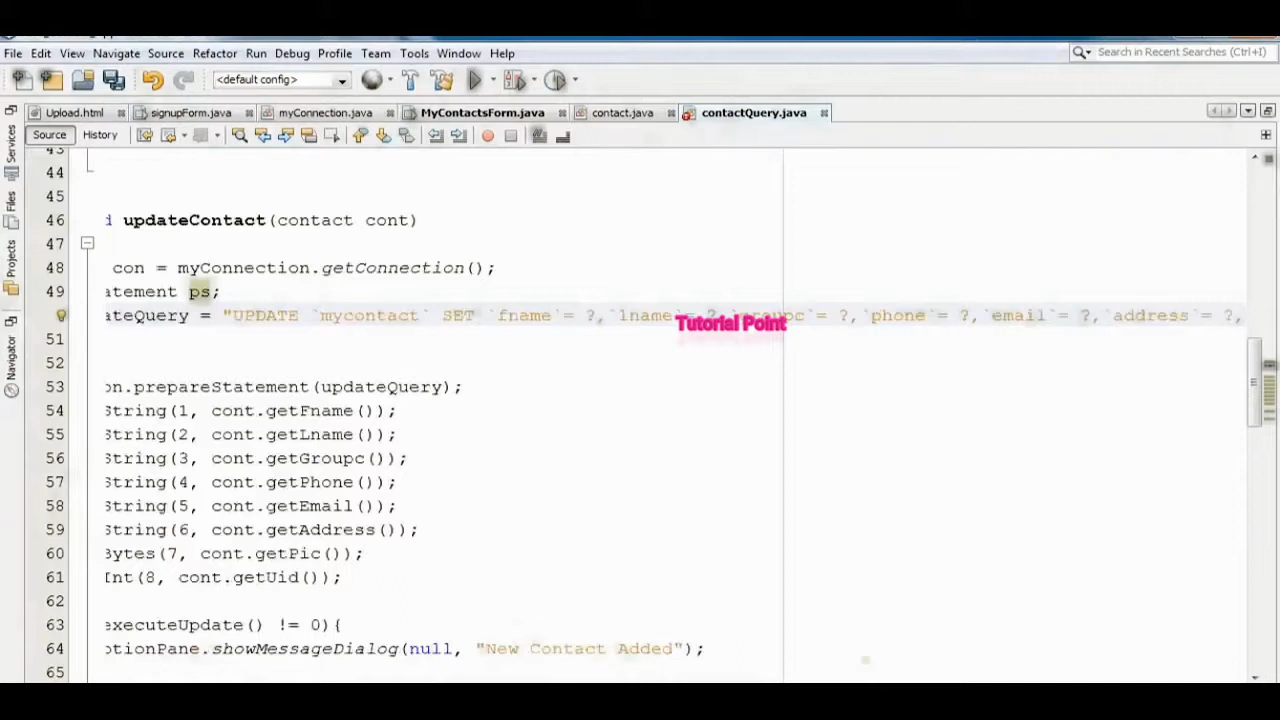 File Edit View Navigate Source Refactor Run Debug Profile Team Tools Window Help
Search in Recent Searches (Ctrl+I)
<default config>
Upload.html signupForm.java myConnection.java MyContactsForm.java contact.java contactQuery.java
Source History
Services
Files
Projects
Navigator
43
44
45
46 d updateContact(contact cont)
47
48 con = myConnection.getConnection();
49 atement ps;
ateQuery = "UPDATE `mycontact` SET `fname`= ?,`lname`= ?,`groupc`= ?,`phone`= ?,`email`= ?,`address`= ?,
Tutorial Point
51
52
53 on.prepareStatement(updateQuery);
54 String(1, cont.getFname());
55 String(2, cont.getLname());
56 String(3, cont.getGroupc());
57 String(4, cont.getPhone());
58 String(5, cont.getEmail());
59 String(6, cont.getAddress());
60 Bytes(7, cont.getPic());
61 Int(8, cont.getUid());
62
63 executeUpdate() != 0){
64 ptionPane.showMessageDialog(null, "New Contact Added");
65